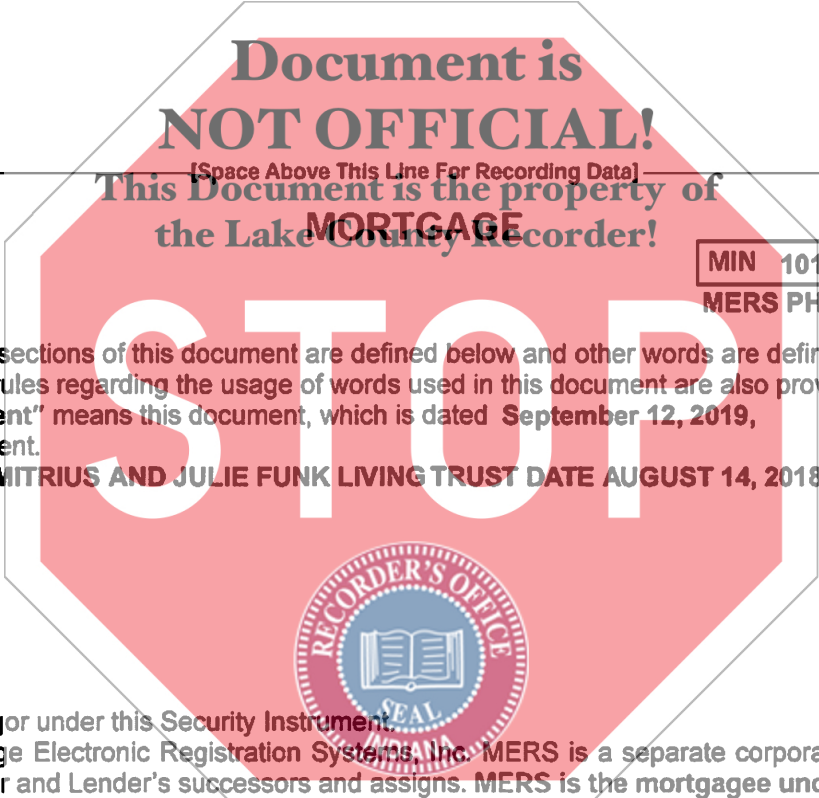 Document is
NOT OFFICIAL!
[Space Above This Line For Recording Data]
This Document is the property of
MORTGAGE
the Lake County Recorder!
MIN 101
MERS PH
sections of this document are defined below and other words are defin
ules regarding the usage of words used in this document are also prov
ent" means this document, which is dated September 12, 2019,
ent.
MITRIUS AND JULIE FUNK LIVING TRUST DATE AUGUST 14, 2018
STOP
RECORDER'S OFFICE
SEAL
INDIANA
or under this Security Instrument.
ge Electronic Registration Systems, Inc. MERS is a separate corpora
r and Lender's successors and assigns. MERS is the mortgagee und